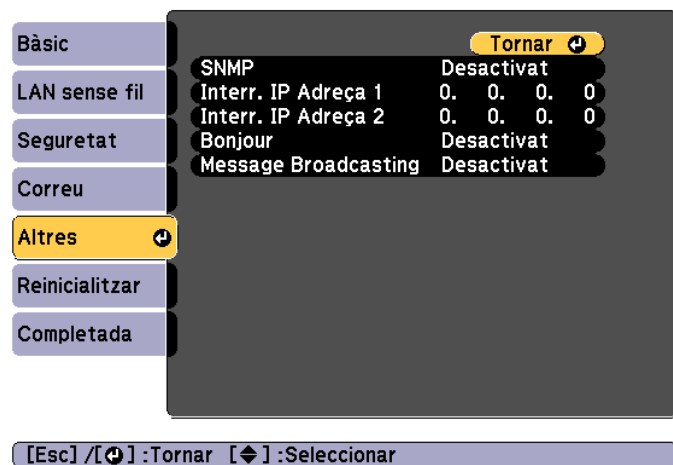 Bàsic
LAN sense fil
Seguretat
Correu
Altres
Reinicialitzar
Completada
Tornar
SNMP Desactivat
Interr. IP Adreça 1 0. 0. 0. 0
Interr. IP Adreça 2 0. 0. 0. 0
Bonjour Desactivat
Message Broadcasting Desactivat
[Esc] /[ ] :Tornar [ ] :Seleccionar